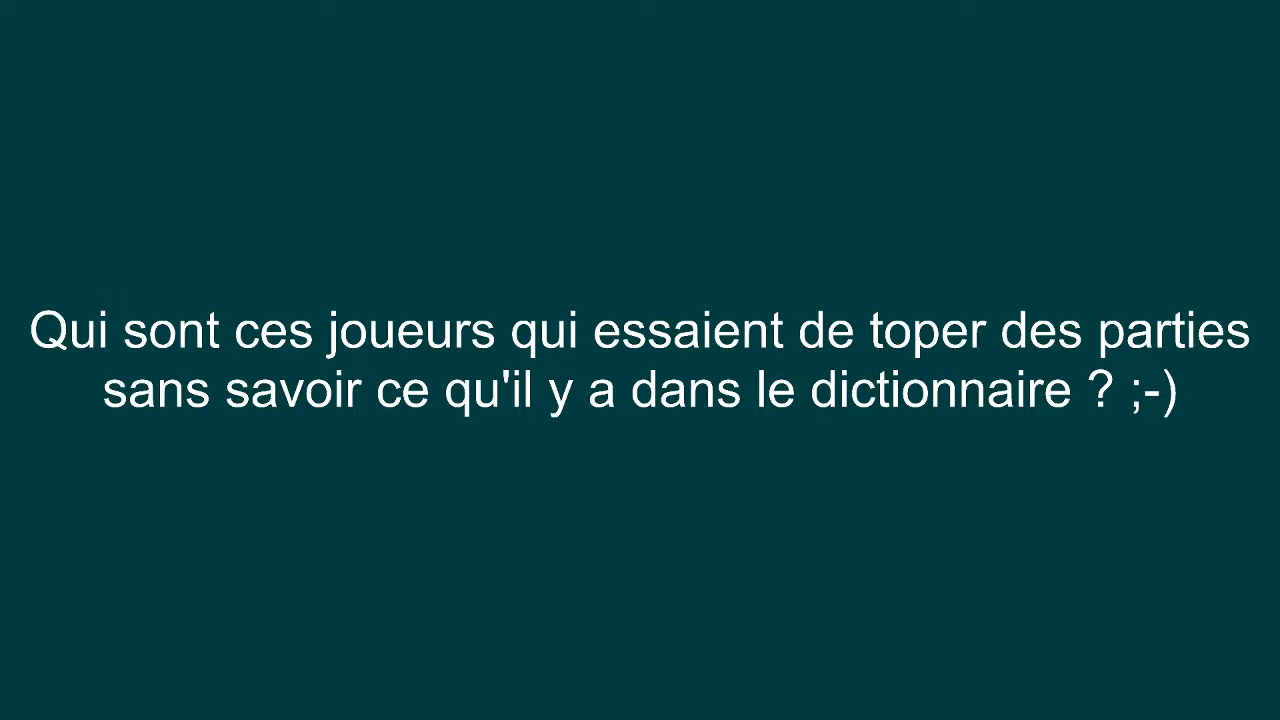 Qui sont ces joueurs qui essaient de toper des parties
sans savoir ce qu'il y a dans le dictionnaire ? ;-)